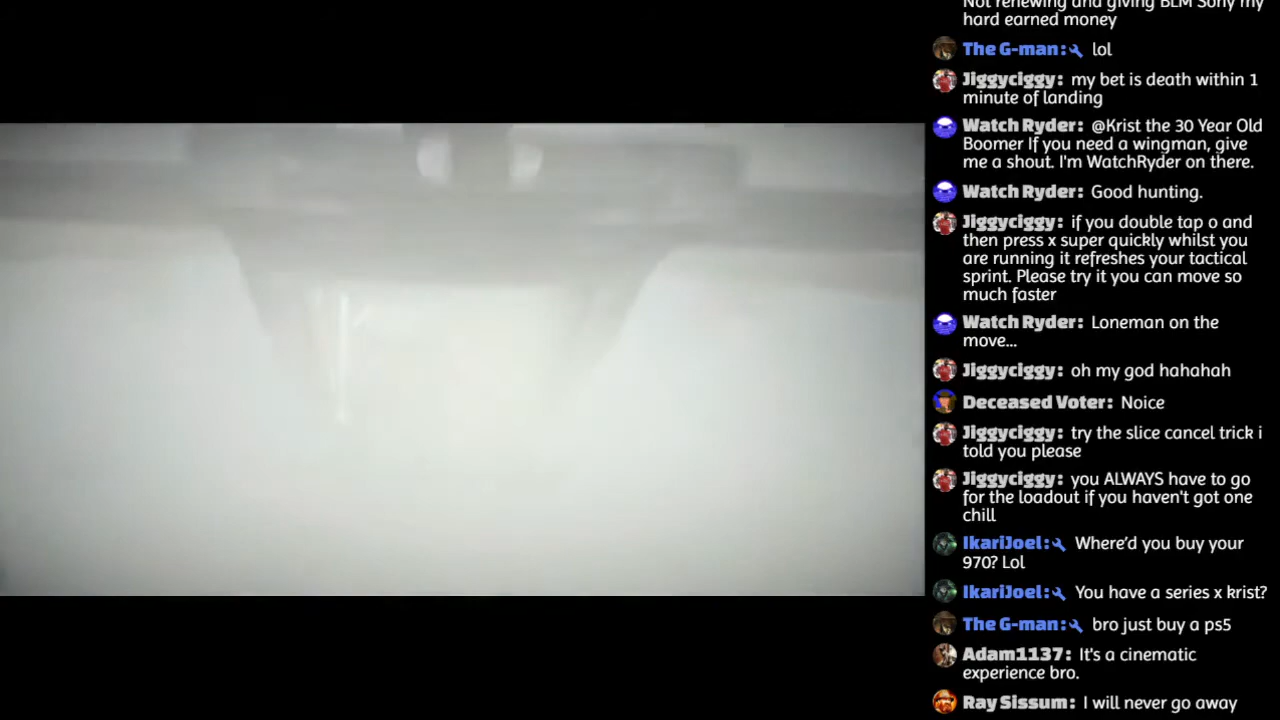 Not renewing and giving BLM Sony my
hard earned money
The G-man: lol
Jiggyciggy: my bet is death within 1
minute of landing
Watch Ryder: @Krist the 30 Year Old
Boomer If you need a wingman, give
me a shout. I'm WatchRyder on there.
Watch Ryder: Good hunting.
Jiggyciggy: if you double tap o and
then press x super quickly whilst you
are running it refreshes your tactical
sprint. Please try it you can move so
much faster
Watch Ryder: Loneman on the
move...
Jiggyciggy: oh my god hahahah
Deceased Voter: Noice
Jiggyciggy: try the slice cancel trick i
told you please
Jiggyciggy: you ALWAYS have to go
for the loadout if you haven't got one
chill
IkariJoel: Where'd you buy your
970? Lol
IkariJoel: You have a series x krist?
The G-man: bro just buy a ps5
Adam1137: It's a cinematic
experience bro.
Ray Sissum: I will never go away